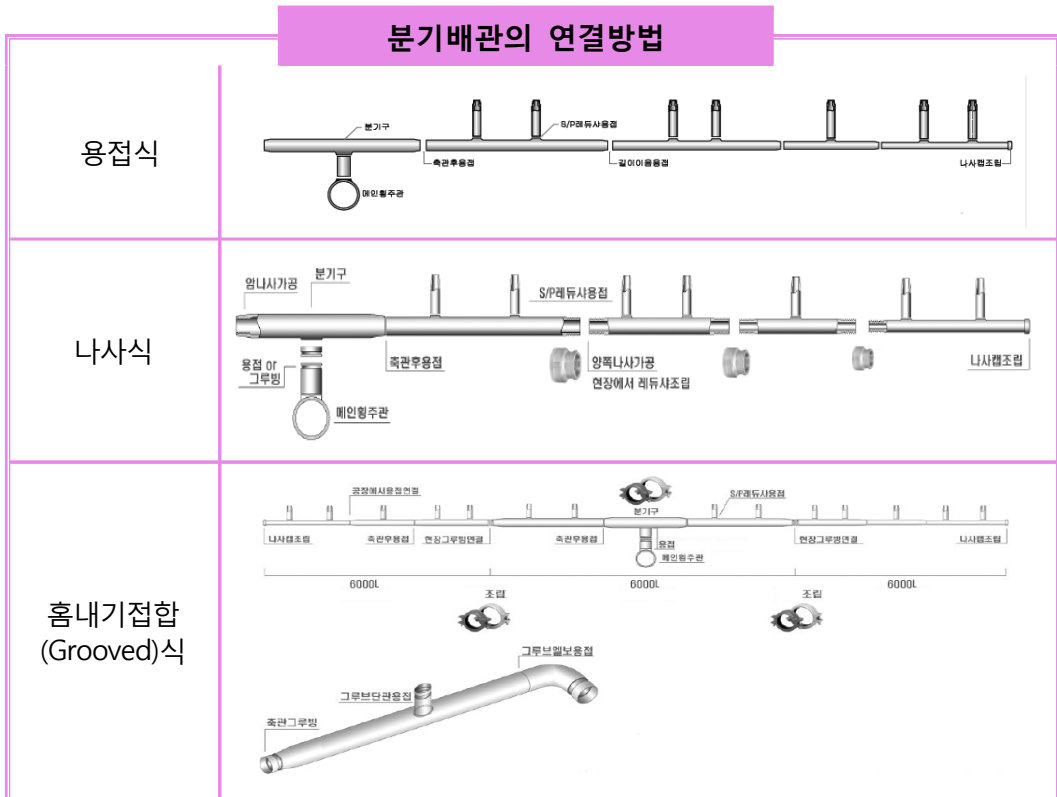 분기배관의 연결방법
용접식
분기구
S/P레듀샤용접
축관후용접
길이이음용접
나사캡조립
메인횡주관
나사식
암나사가공
분기구
S/P레듀샤용접
용접 or
그루빙
축관후용접
양쪽나사가공
현장에서 레듀샤조립
나사캡조립
메인횡주관
홈내기접합
(Grooved)식
공장에서용접연결
S/P레듀샤용접
분기구
나사캡조립
축관후용접
현장그루빙연결
축관후용접
용접
메인횡주관
현장그루빙연결
나사캡조립
6000L
6000L
6000L
조립
조립
그루브엘보용접
그루브단관용접
축관그루빙